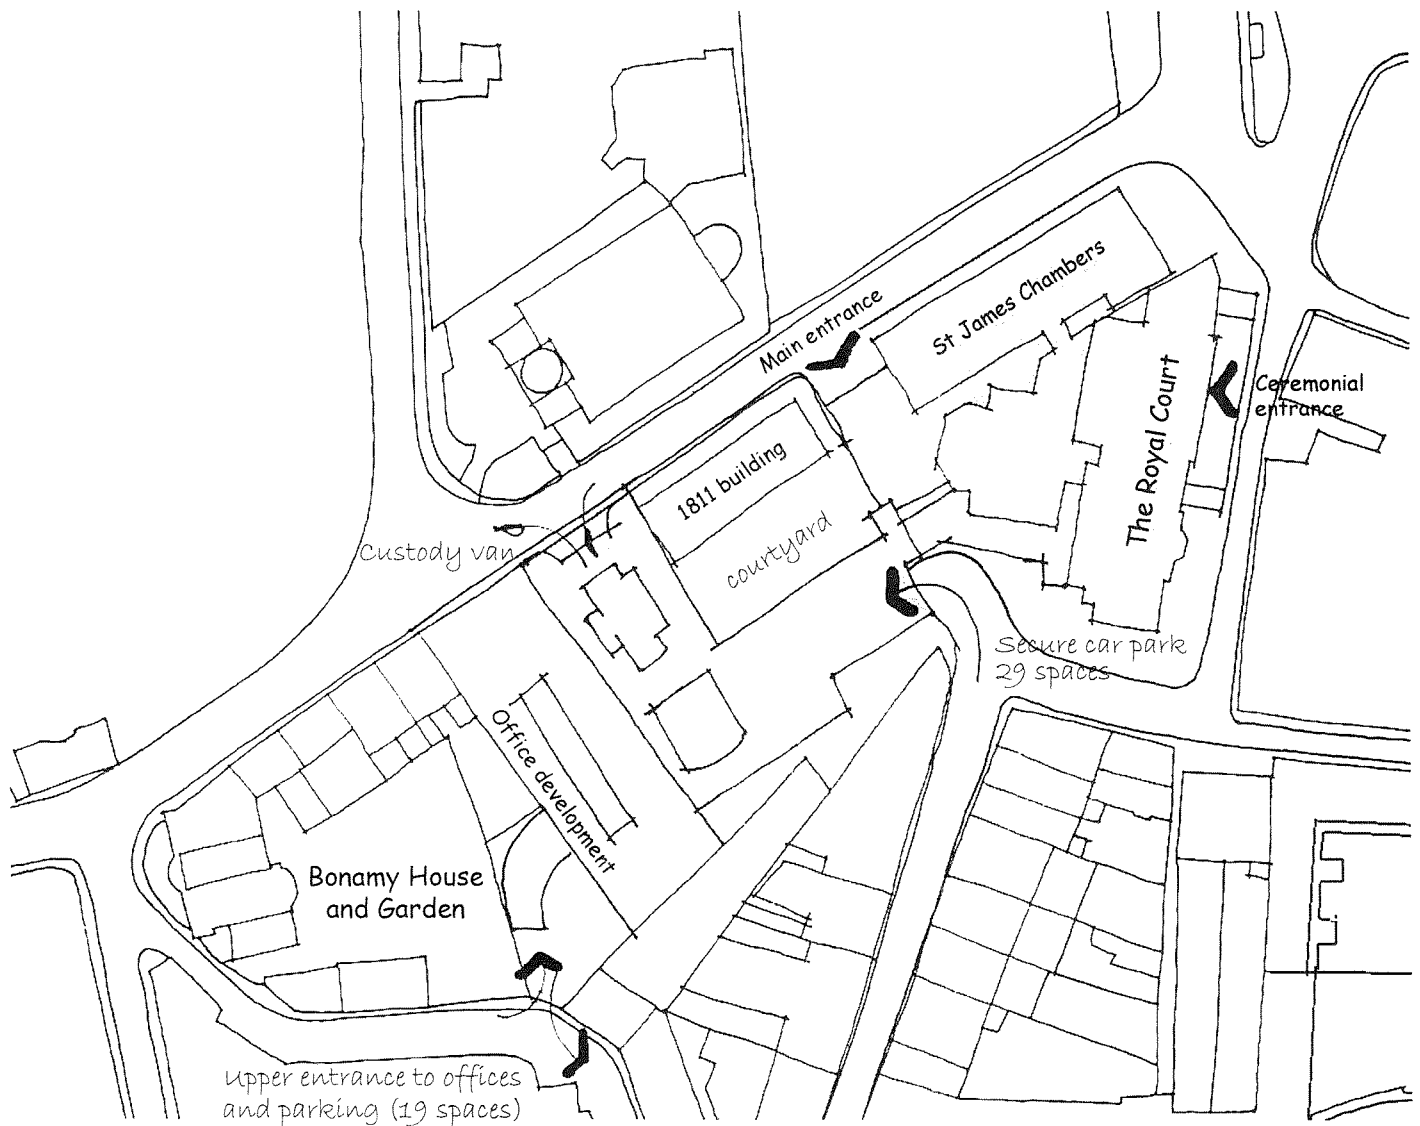 St James Chambers
Main entrance
The Royal Court
Ceremonial
entrance
1811 building
courtyard
Custody van
Secure car park
29 spaces
Office development
Bonamy House
and Garden
Upper entrance to offices
and parking (19 spaces)